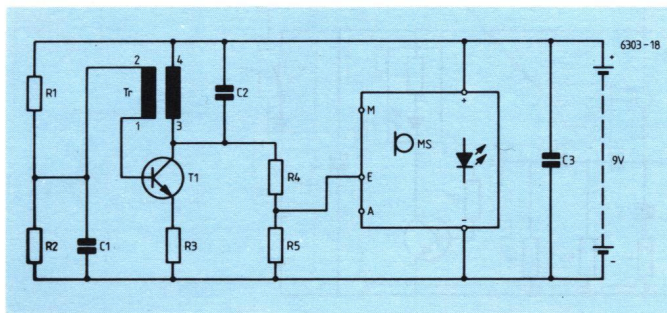 6303-18
2
4
+
R1
Tr
C2
+
M
1
3
MS
T1
R4
E
C3
9V
A
R2
C1
R3
R5
-
-